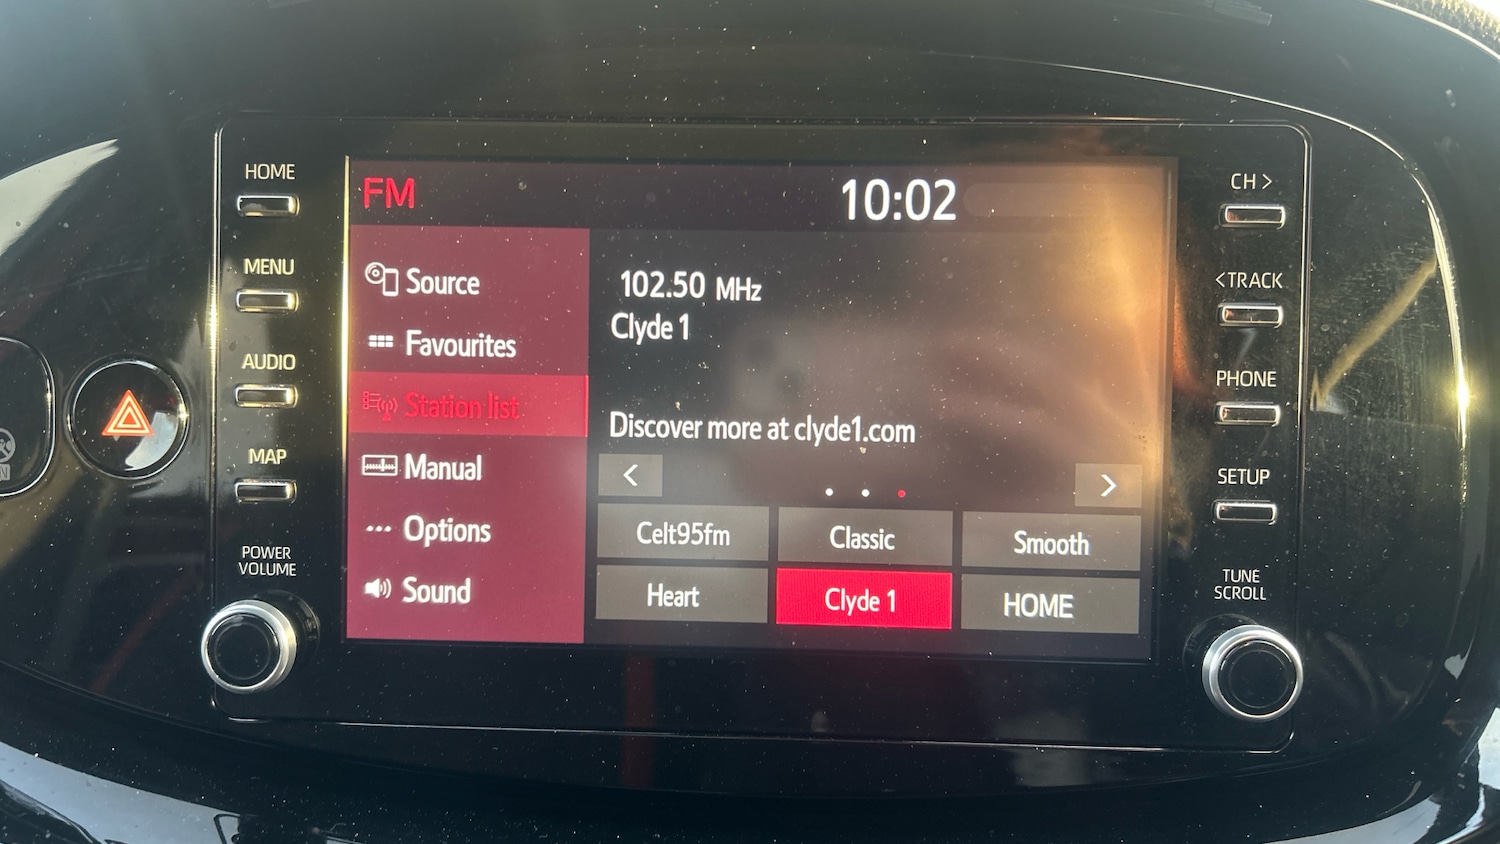 HOME
MENU
AUDIO
MAP
POWER
VOLUME
FM
10:02
Source
Favourites
Station list
Manual
Options
Sound
102.50 MHz
Clyde 1
Discover more at clyde1.com
<
>
Celt95fm
Classic
Smooth
Heart
Clyde 1
HOME
CH >
<TRACK
PHONE
SETUP
TUNE
SCROLL